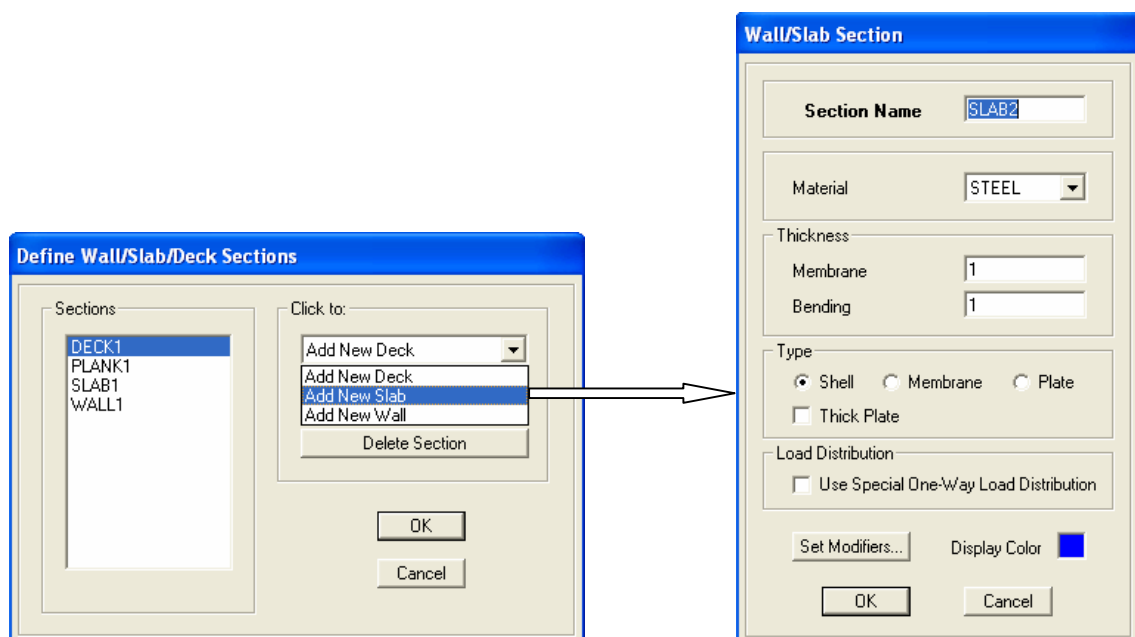 Define Wall/Slab/Deck Sections
Sections
DECK1
PLANK1
SLAB1
WALL1
Click to:
Add New Deck
Add New Deck
Add New Slab
Add New Wall
Delete Section
OK
Cancel
Wall/Slab Section
Section Name SLAB2
Material STEEL
Thickness
Membrane 1
Bending 1
Type
Shell Membrane Plate
Thick Plate
Load Distribution
Use Special One-Way Load Distribution
Set Modifiers... Display Color
OK Cancel